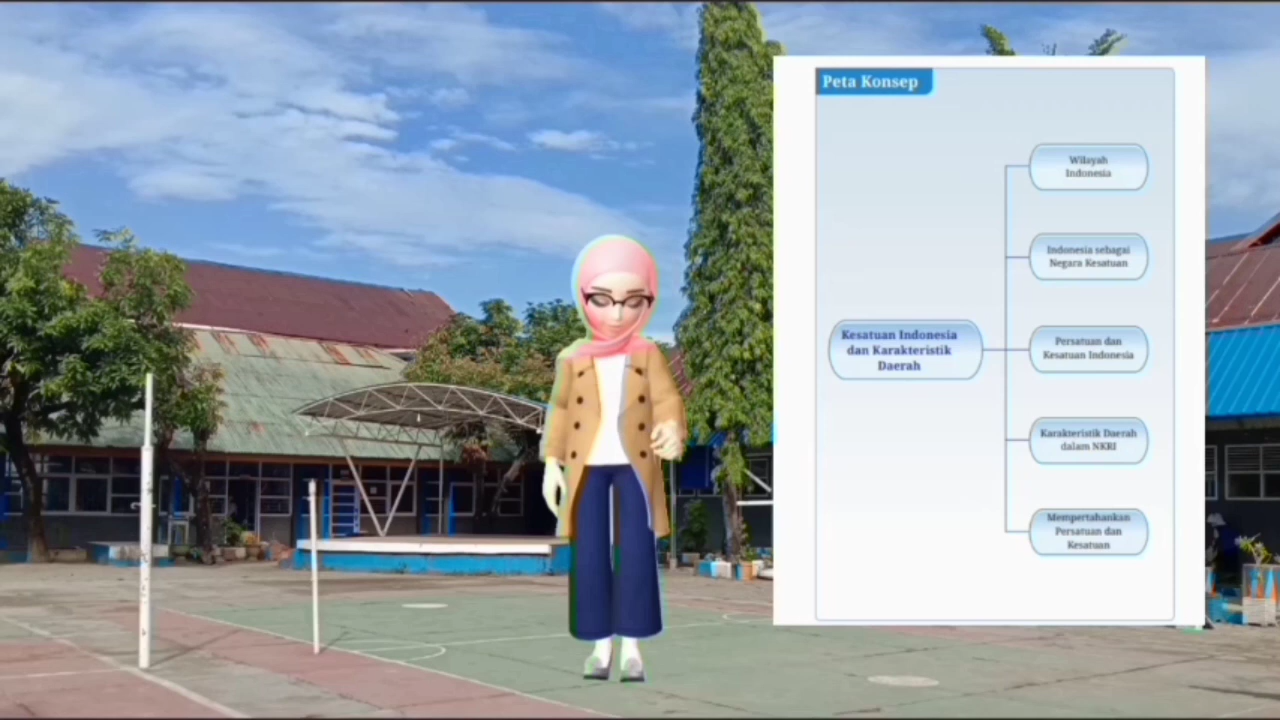 Peta Konsep
Wilayah
Indonesia
Indonesia sebagai
Negara Kesatuan
Kesatuan Indonesia
dan Karakteristik
Daerah
Persatuan dan
Kesatuan Indonesia
Karakteristik Daerah
dalam NKRI
Mempertahankan
Persatuan dan
Kesatuan